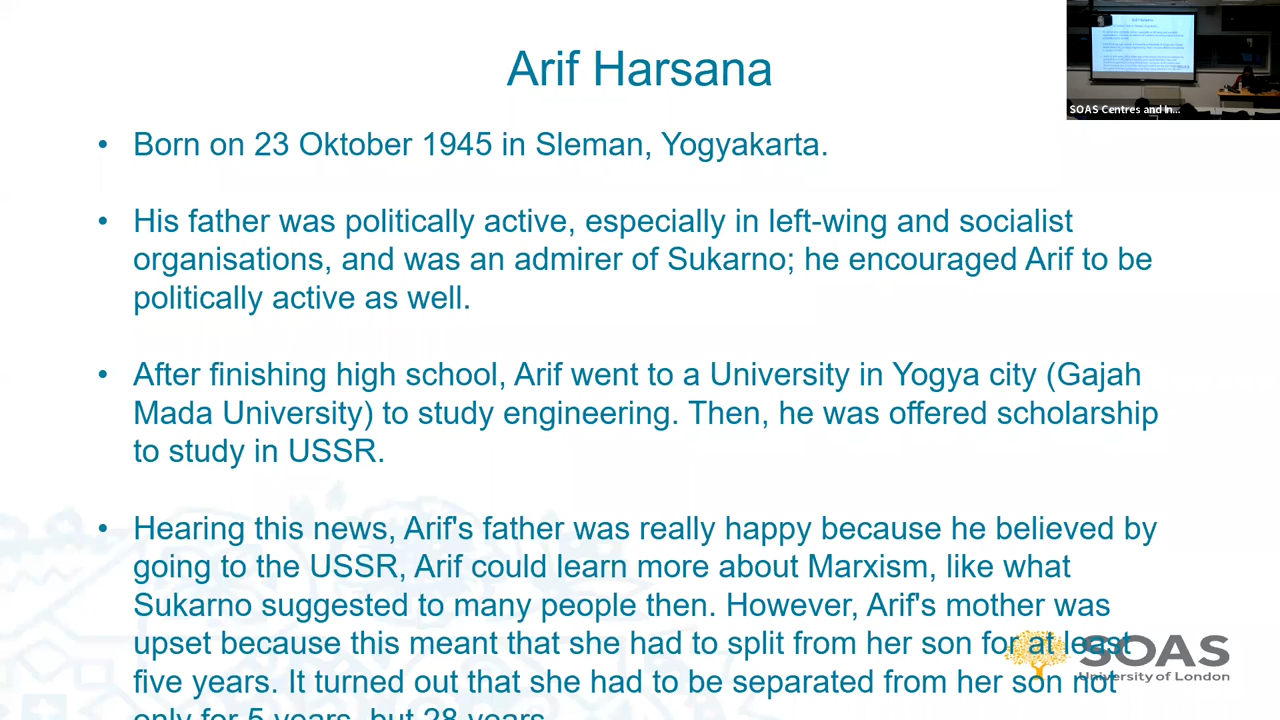 Arif Harsana
SOAS Centres and In...
• Born on 23 Oktober 1945 in Sleman, Yogyakarta.
• His father was politically active, especially in left-wing and socialist
organisations, and was an admirer of Sukarno; he encouraged Arif to be
politically active as well.
• After finishing high school, Arif went to a University in Yogya city (Gajah
Mada University) to study engineering. Then, he was offered scholarship
to study in USSR.
• Hearing this news, Arif's father was really happy because he believed by
going to the USSR, Arif could learn more about Marxism, like what
Sukarno suggested to many people then. However, Arif's mother was
upset because this meant that she had to split from her son for at least
five years. It turned out that she had to be separated from her son not
only for 5 years, but 28 years
SOAS
University of London